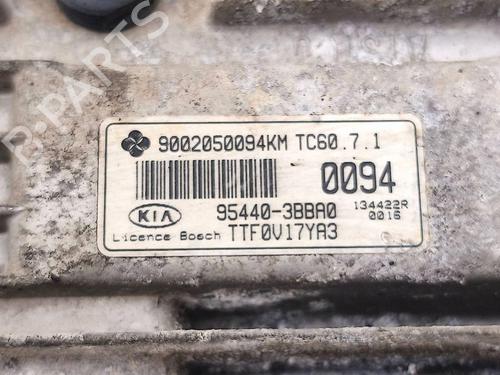 B-PARTS
9002050094KM TC60.7.1
0094
KIA 95440-3BBA0 134422R
0016
Licence Bosch TTF0V17YA3